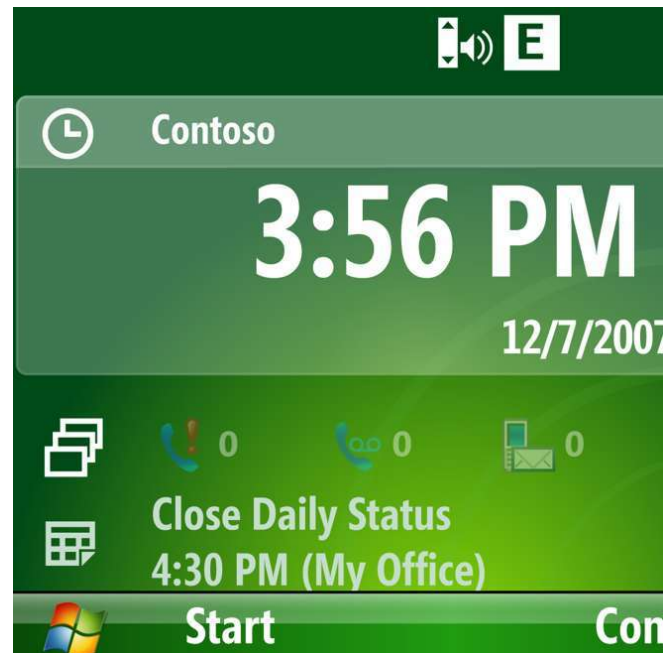 E
Contoso
3:56 PM
12/7/2007
0 0 0
Close Daily Status
4:30 PM (My Office)
Start Con